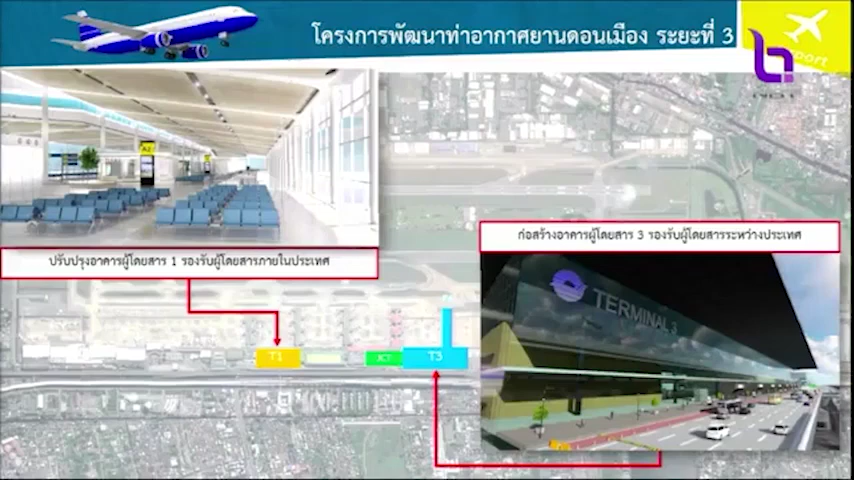 โครงการพัฒนาท่าอากาศยานดอนเมือง ระยะที่ 3
port
A2
ปรับปรุงอาคารผู้โดยสาร 1 รองรับผู้โดยสารภายในประเทศ
ก่อสร้างอาคารผู้โดยสาร 3 รองรับผู้โดยสารระหว่างประเทศ
TERMINAL 3
T1
JCT
T3